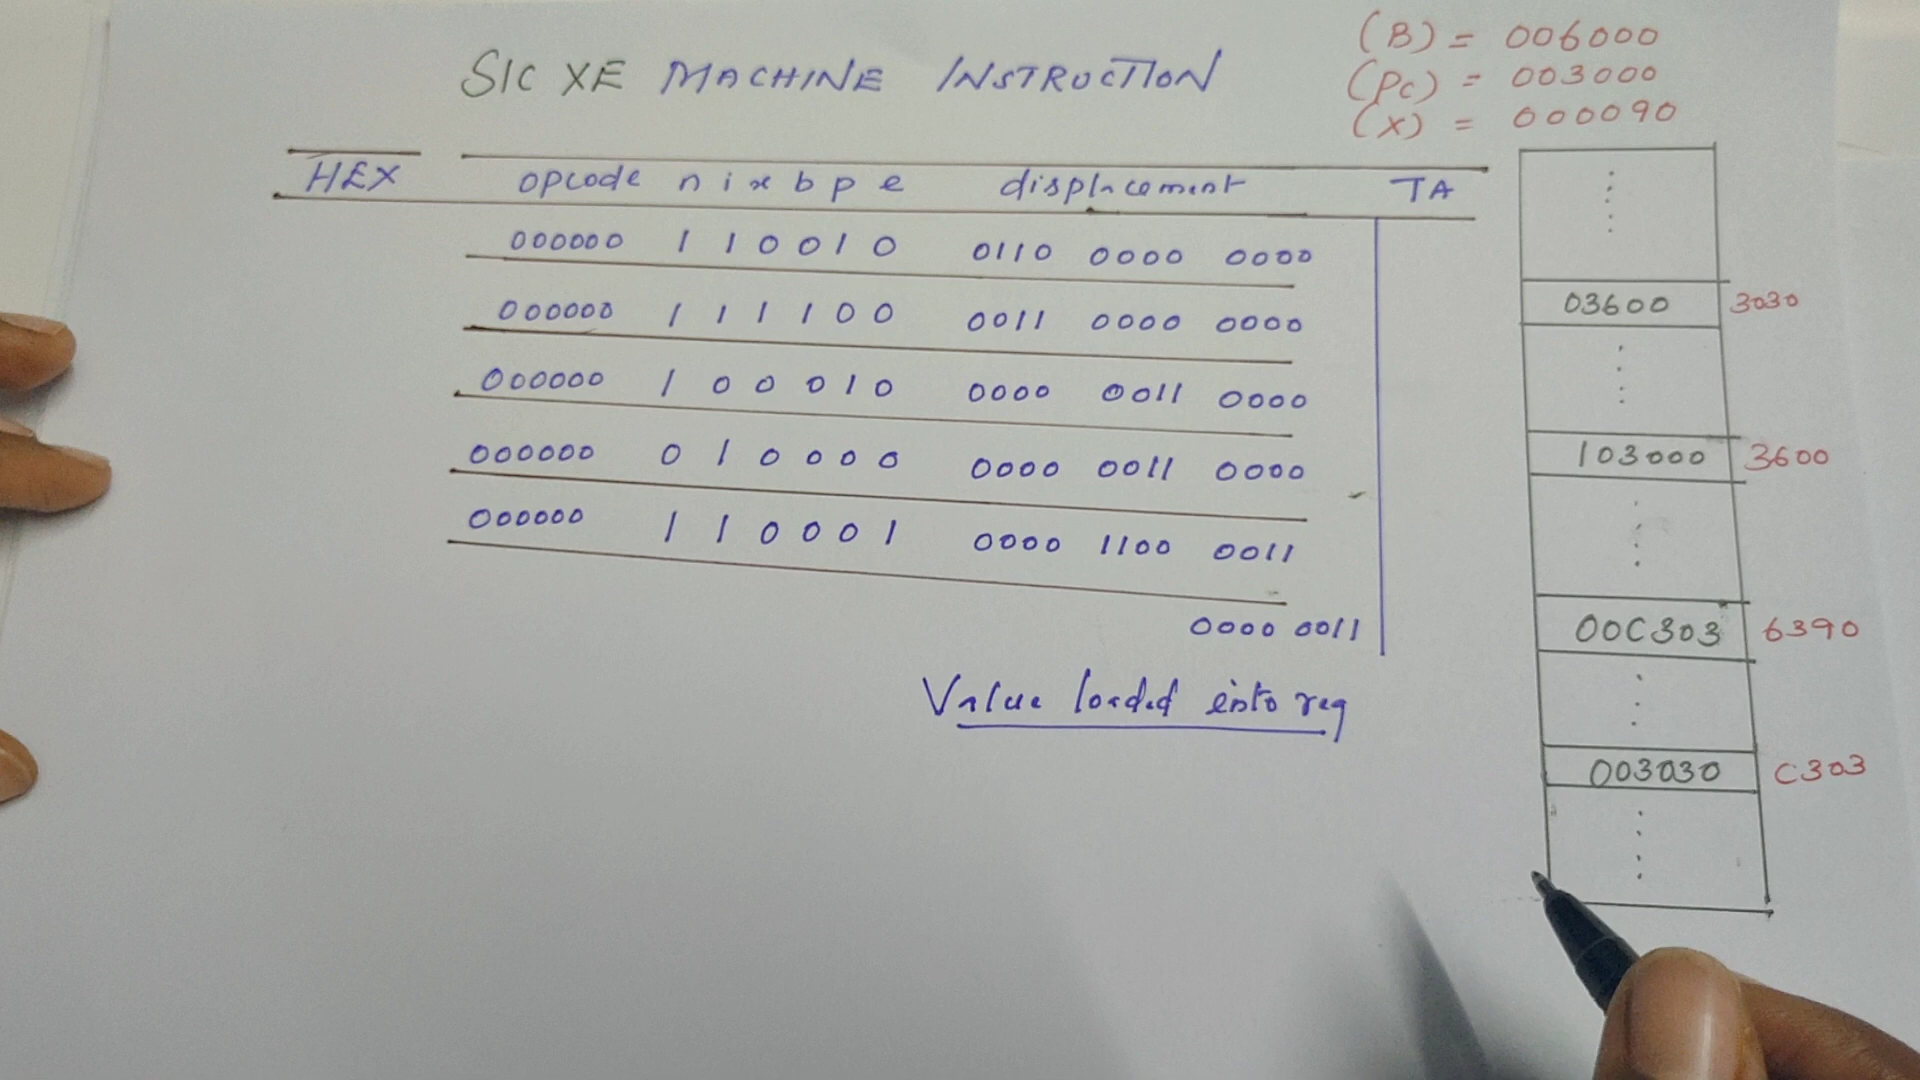 SIC XE MACHINE INSTRUCTION
(B) = 006000
(PC) = 003000
(X) = 000090
HEX opcode n i x b p e displacement TA
000000 1 1 0 0 1 0 0110 0000 0000
000000 1 1 1 1 0 0 0011 0000 0000
000000 1 0 0 0 1 0 0000 0011 0000
000000 0 1 0 0 0 0 0000 0011 0000
000000 1 1 0 0 0 1 0000 1100 0011
0000 0011
Value loaded into reg
03600 3030
103000 3600
00C303 6390
003030 C303